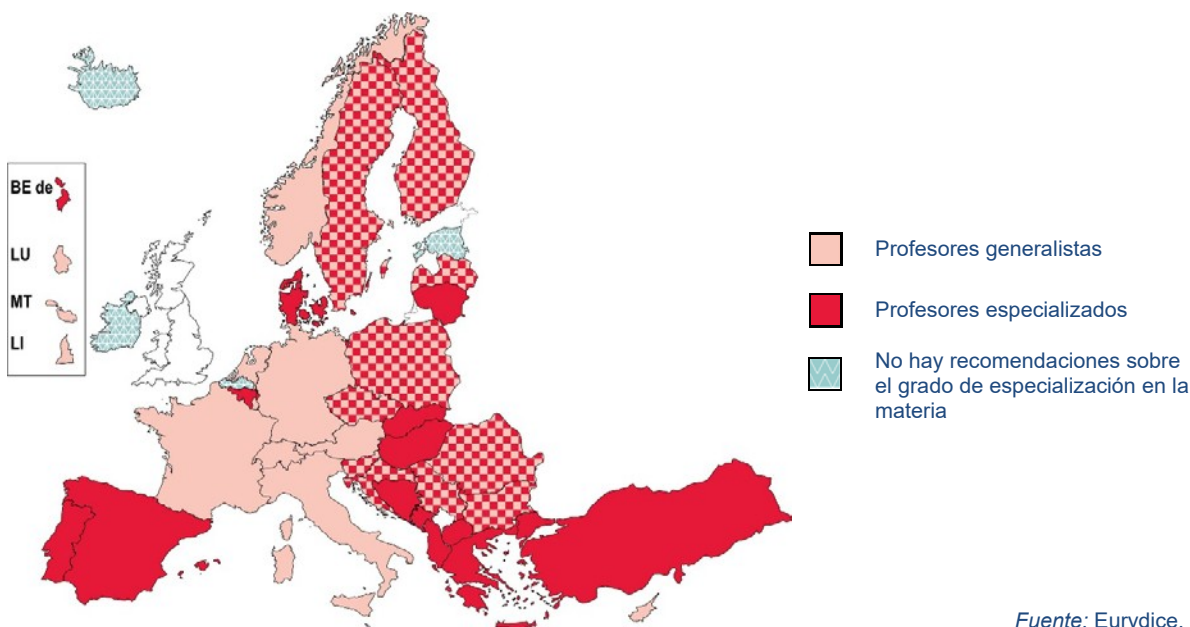 BE de
LU
MT
LI
Profesores generalistas
Profesores especializados
No hay recomendaciones sobre
el grado de especialización en la
materia
Fuente: Eurydice.